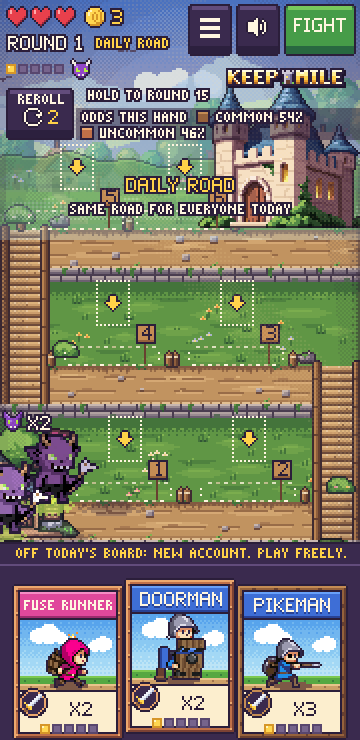 3
FIGHT
ROUND 1 DAILY ROAD
KEEP MILE
REROLL
2
HOLD TO ROUND 15
ODDS THIS HAND COMMON 54%
UNCOMMON 46%
DAILY ROAD
SAME ROAD FOR EVERYONE TODAY
4
3
X2
1
2
OFF TODAY'S BOARD: NEW ACCOUNT. PLAY FREELY.
FUSE RUNNER
DOORMAN
PIKEMAN
X2
X2
X3